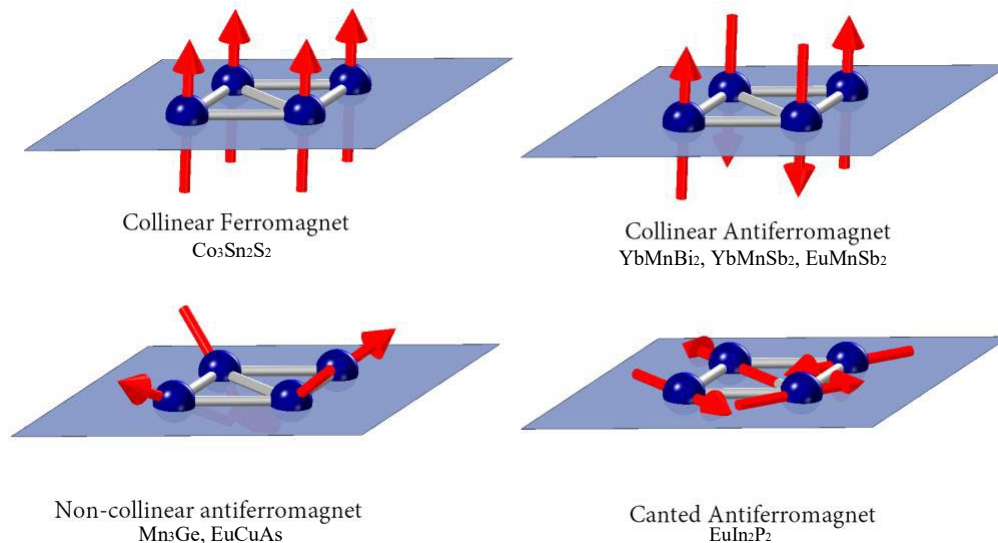 Collinear Ferromagnet
Co₃Sn₂S₂
Collinear Antiferromagnet
YbMnBi₂, YbMnSb₂, EuMnSb₂
Non-collinear antiferromagnet
Mn₃Ge, EuCuAs
Canted Antiferromagnet
EuIn₂P₂